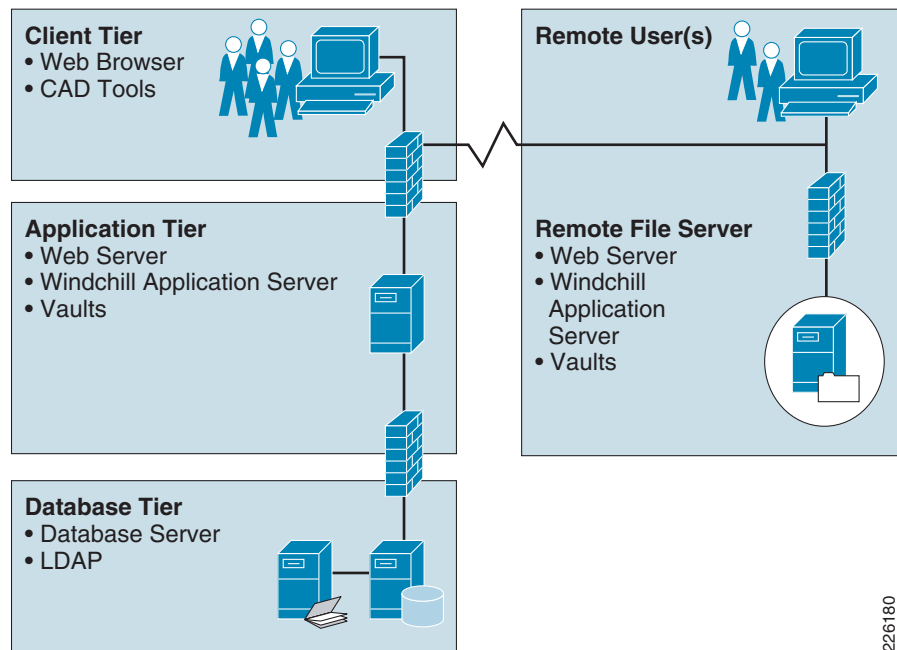 Client Tier
• Web Browser
• CAD Tools
Application Tier
• Web Server
• Windchill Application Server
• Vaults
Database Tier
• Database Server
• LDAP
Remote User(s)
Remote File Server
• Web Server
• Windchill
Application
Server
• Vaults
226180